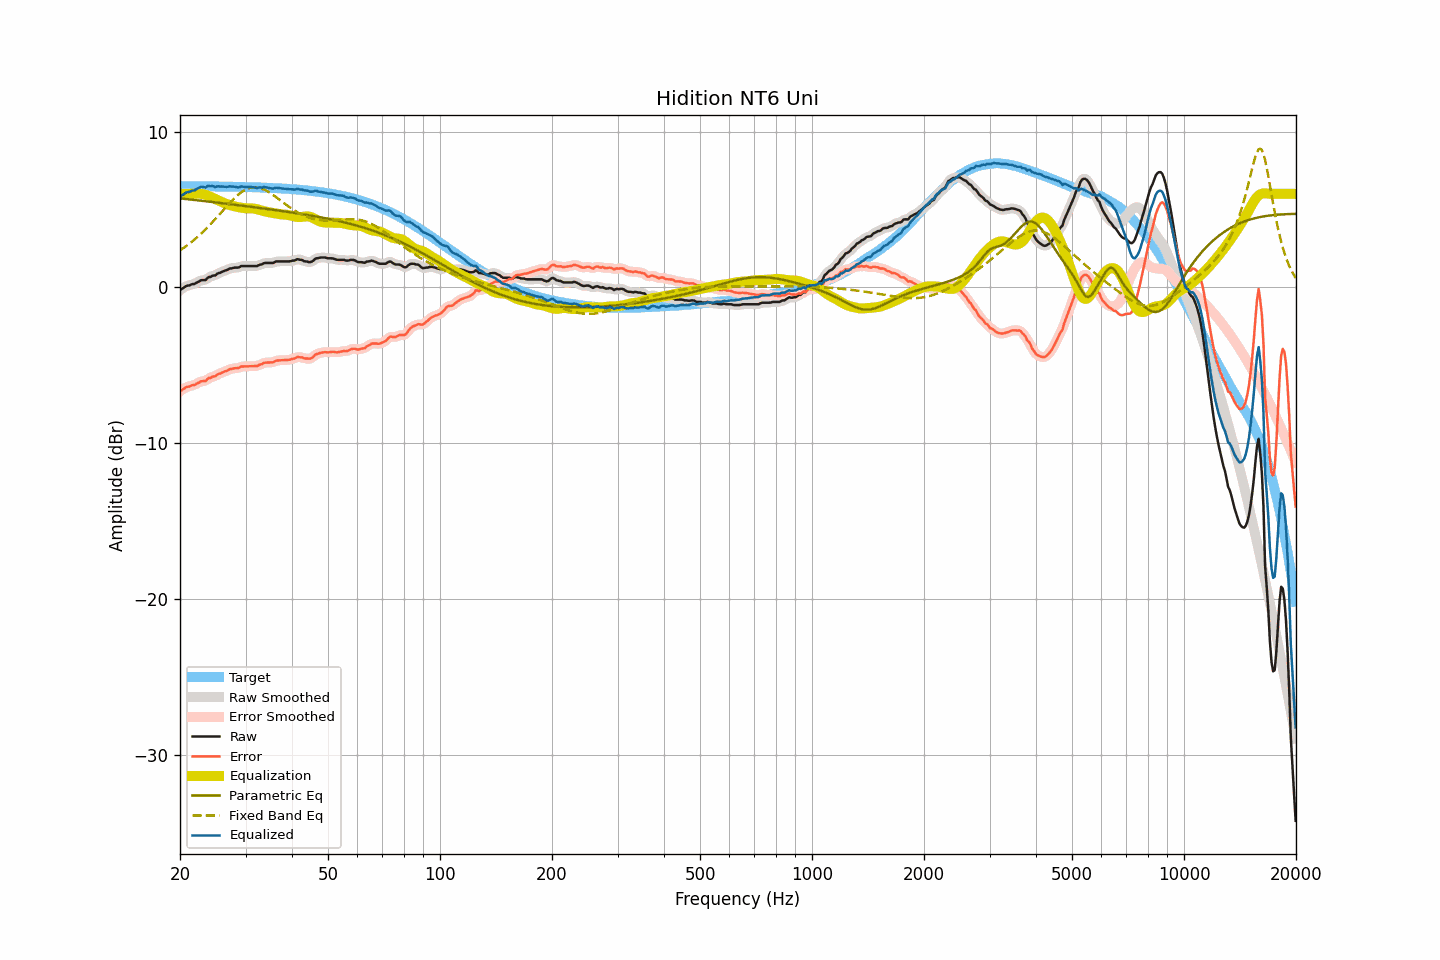 Hidition NT6 Uni
10
0
−10
−20
−30
Amplitude (dBr)
Target
Raw Smoothed
Error Smoothed
Raw
Error
Equalization
Parametric Eq
Fixed Band Eq
Equalized
20 50 100 200 500 1000 2000 5000 10000 20000
Frequency (Hz)